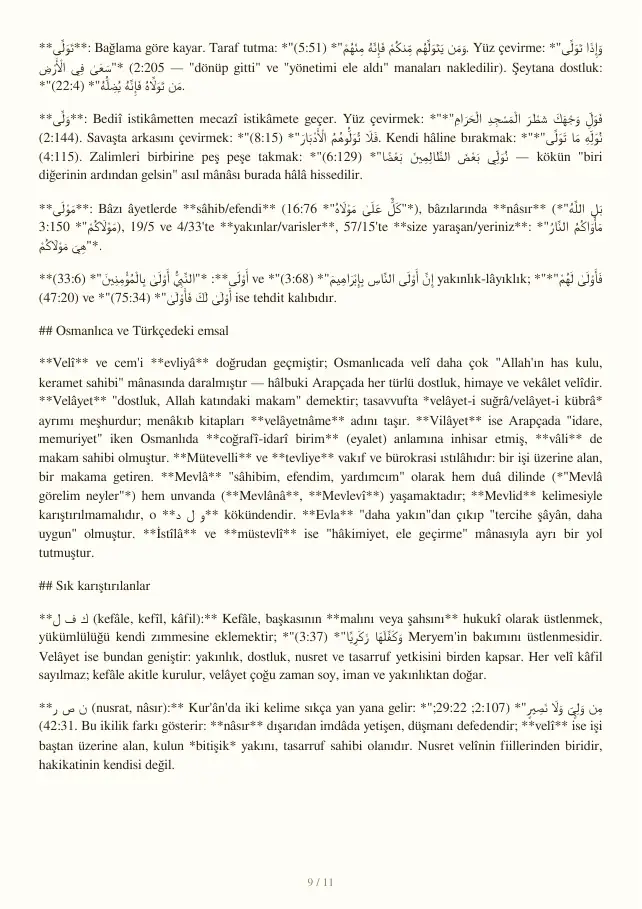 **تَوَلَّى**: Bağlama göre kayar. Taraf tutma: *"وَمَن يَتَوَلَّهُم مِّنكُمْ فَإِنَّهُ مِنْهُمْ"* (5:51). Yüz çevirme: *"وَإِذَا تَوَلَّى
سَعَىٰ فِي الْأَرْضِ"* (2:205 — "dönüp gitti" ve "yönetimi ele aldı" manaları nakledilir). Şeytana dostluk:
*"مَن تَوَلَّاهُ فَإِنَّهُ يُضِلُّهُ"* (22:4).
**وَلَّى**: Bediî istikâmetten mecazî istikâmete geçer. Yüz çevirmek: *"فَوَلِّ وَجْهَكَ شَطْرَ الْمَسْجِدِ الْحَرَامِ"*
(2:144). Savaşta arkasını çevirmek: *"فَلَا تُوَلُّوهُمُ الْأَدْبَارَ"* (8:15). Kendi hâline bırakmak: *"نُوَلِّهِ مَا تَوَلَّى"*
(4:115). Zalimleri birbirine peş peşe takmak: *"نُوَلِّي بَعْضَ الظَّالِمِينَ بَعْضًا"* (6:129) — kökün "biri
diğerinin ardından gelsin" asıl mânâsı burada hâlâ hissedilir.
**مَوْلَى**: Bâzı âyetlerde **sâhib/efendi** (16:76 *"كَلٌّ عَلَىٰ مَوْلَاهُ"*), bâzılarında **nâsır** (*"بَلِ اللَّهُ
مَوْلَاكُمْ"* 3:150), 19/5 ve 4/33'te **yakınlar/varisler**, 57/15'te **size yaraşan/yeriniz**: *"مَأْوَاكُمُ النَّارُ
هِيَ مَوْلَاكُمْ"*.
**أَوْلَى**: *"النَّبِيُّ أَوْلَىٰ بِالْمُؤْمِنِينَ"* (33:6) ve *"إِنَّ أَوْلَى النَّاسِ بِإِبْرَاهِيمَ"* (3:68) yakınlık-lâyıklık; *"فَأَوْلَىٰ لَهُمْ"*
(47:20) ve *"أَوْلَىٰ لَكَ فَأَوْلَىٰ"* (75:34) ise tehdit kalıbıdır.
## Osmanlıca ve Türkçedeki emsal
**Velî** ve cem'i **evliyâ** doğrudan geçmiştir; Osmanlıcada velî daha çok "Allah'ın has kulu,
keramet sahibi" mânasında daralmıştır — hâlbuki Arapçada her türlü dostluk, himaye ve vekâlet velîdir.
**Velâyet** "dostluk, Allah katındaki makam" demektir; tasavvufta *velâyet-i suğrâ/velâyet-i kübrâ*
ayrımı meşhurdur; menâkıb kitapları **velâyetnâme** adını taşır. **Vilâyet** ise Arapçada "idare,
memuriyet" iken Osmanlıda **coğrafî-idarî birim** (eyalet) anlamına inhisar etmiş, **vâli** de
makam sahibi olmuştur. **Mütevelli** ve **tevliye** vakıf ve bürokrasi ıstılâhıdır: bir işi üzerine alan,
bir makama getiren. **Mevlâ** "sâhibim, efendim, yardımcım" olarak hem duâ dilinde (*"Mevlâ
görelim neyler"*) hem unvanda (**Mevlânâ**, **Mevlevî**) yaşamaktadır; **Mevlid** kelimesiyle
karıştırılmamalıdır, o **و ل د** kökündendir. **Evla** "daha yakın"dan çıkıp "tercihe şâyân, daha
uygun" olmuştur. **İstîlâ** ve **müstevlî** ise "hâkimiyet, ele geçirme" mânasıyla ayrı bir yol
tutmuştur.
## Sık karıştırılanlar
**ك ف ل (kefâle, kefîl, kâfil):** Kefâle, başkasının **malını veya şahsını** hukukî olarak üstlenmek,
yükümlülüğü kendi zımmesine eklemektir; *"وَكَفَّلَهَا زَكَرِيَّا"* (3:37) Meryem'in bakımını üstlenmesidir.
Velâyet ise bundan geniştir: yakınlık, dostluk, nusret ve tasarruf yetkisini birden kapsar. Her velî kâfil
sayılmaz; kefâle akitle kurulur, velâyet çoğu zaman soy, iman ve yakınlıktan doğar.
**ن ص ر (nusrat, nâsır):** Kur'ân'da iki kelime sıkça yan yana gelir: *"مِن وَلِيٍّ وَلَا نَصِيرٍ"* (2:107; 29:22;
42:31). Bu ikilik farkı gösterir: **nâsır** dışarıdan imdâda yetişen, düşmanı defedendir; **velî** ise işi
baştan üzerine alan, kulun *bitişik* yakını, tasarruf sahibi olanıdır. Nusret velînin fiillerinden biridir,
hakikatinin kendisi değil.
9 / 11